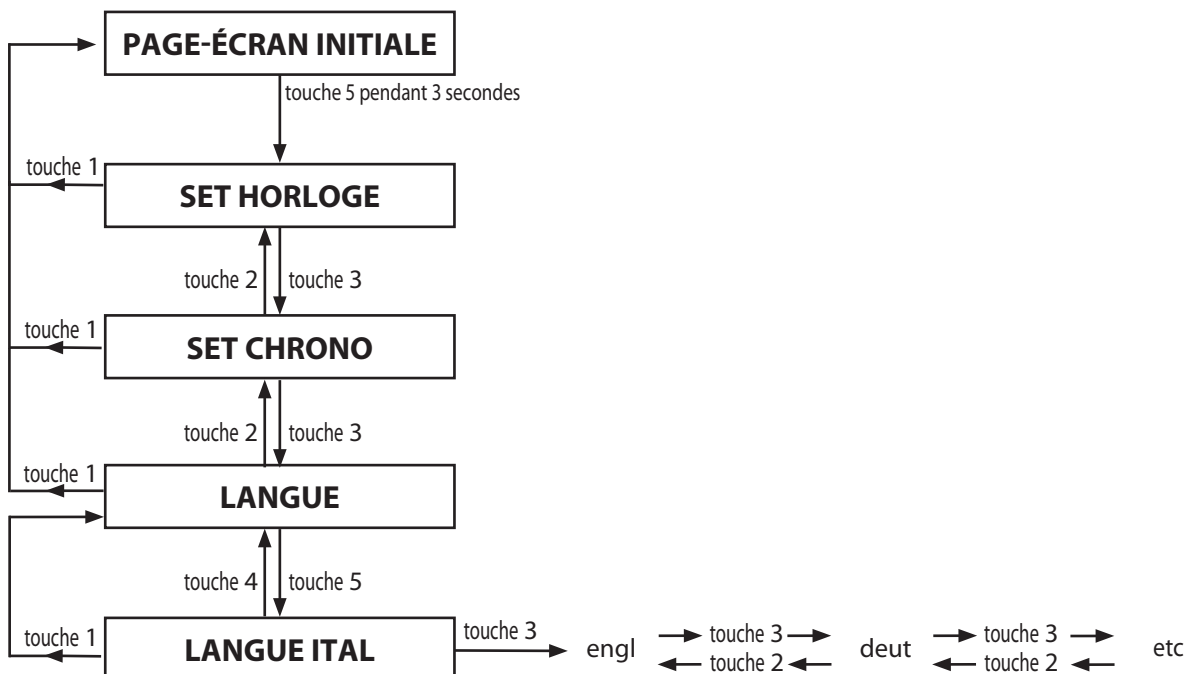 PAGE-ÉCRAN INITIALE
touche 5 pendant 3 secondes
touche 1
SET HORLOGE
touche 2 touche 3
touche 1
SET CHRONO
touche 2 touche 3
touche 1
LANGUE
touche 4 touche 5
touche 1
LANGUE ITAL
touche 3
engl
touche 3
touche 2
deut
touche 3
touche 2
etc